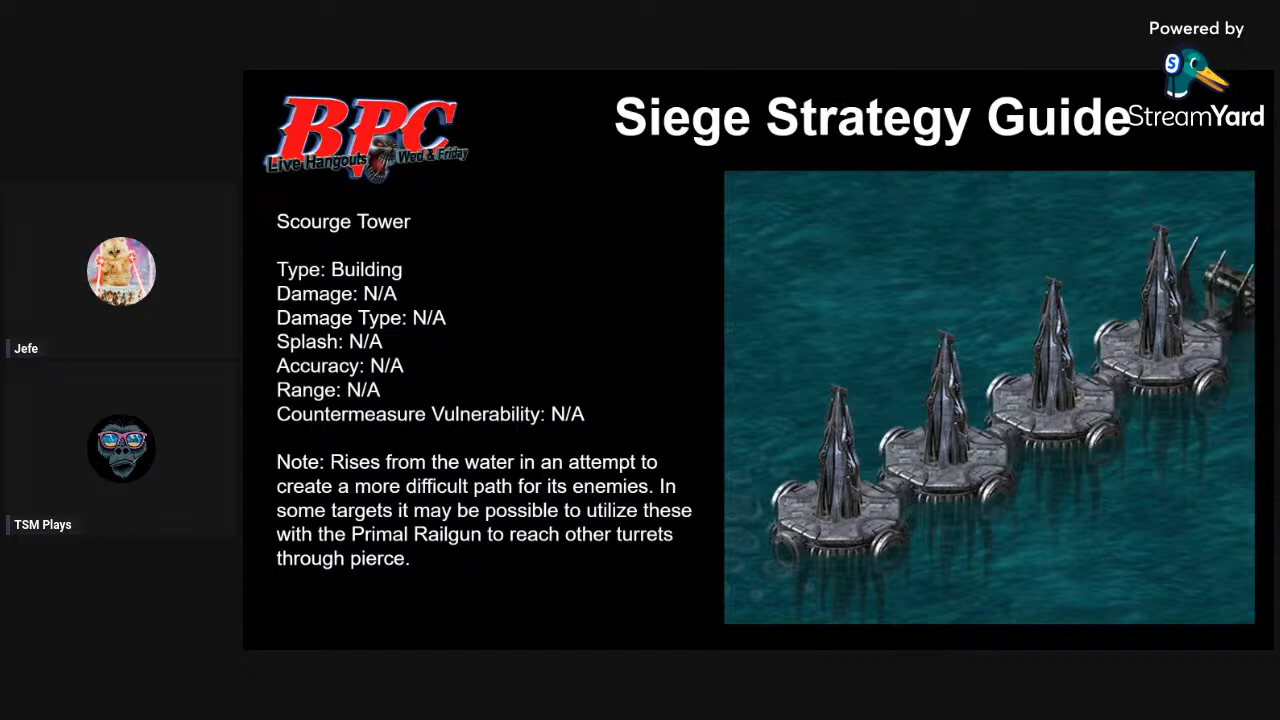 Powered by
StreamYard
S
BPC
Live Hangouts Wed & Friday
Siege Strategy Guide
Scourge Tower
Type: Building
Damage: N/A
Damage Type: N/A
Splash: N/A
Accuracy: N/A
Range: N/A
Countermeasure Vulnerability: N/A
Note: Rises from the water in an attempt to
create a more difficult path for its enemies. In
some targets it may be possible to utilize these
with the Primal Railgun to reach other turrets
through pierce.
Jefe
TSM Plays